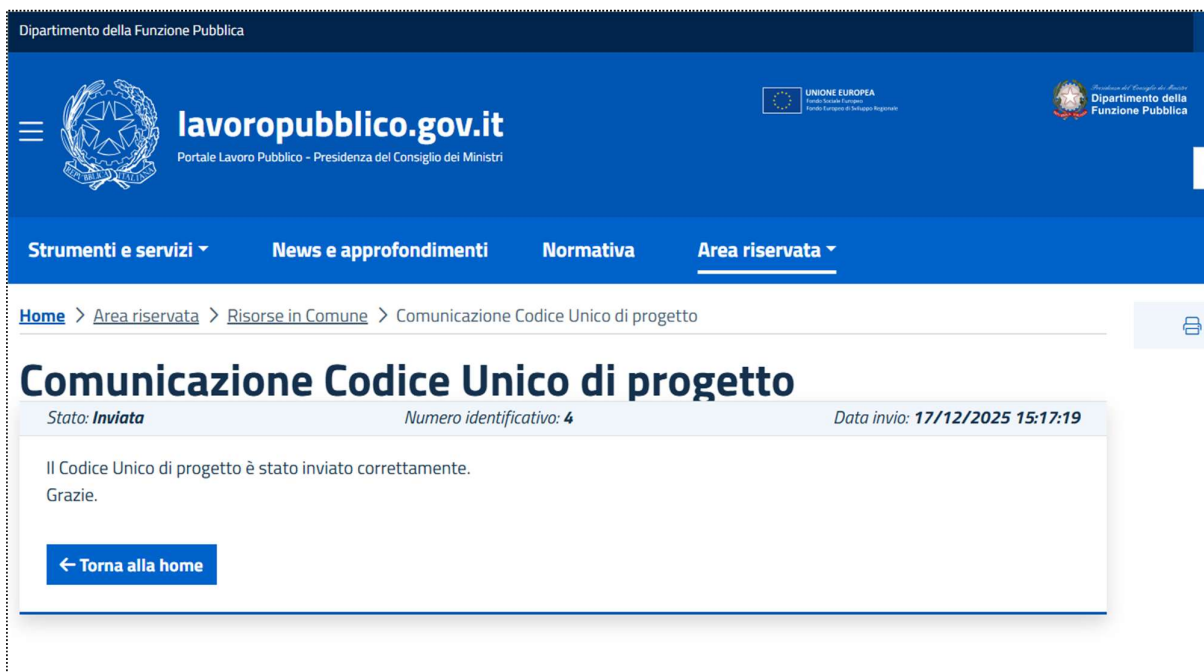 Dipartimento della Funzione Pubblica
lavoropubblico.gov.it
Portale Lavoro Pubblico - Presidenza del Consiglio dei Ministri
UNIONE EUROPEA
Fondo Sociale Europeo
Fondo Europeo di Sviluppo Regionale
Presidenza del Consiglio dei Ministri
Dipartimento della
Funzione Pubblica
REPVBBLICA ITALIANA
Strumenti e servizi News e approfondimenti Normativa Area riservata
Home > Area riservata > Risorse in Comune > Comunicazione Codice Unico di progetto
Comunicazione Codice Unico di progetto
Stato: Inviata Numero identificativo: 4 Data invio: 17/12/2025 15:17:19
Il Codice Unico di progetto è stato inviato correttamente.
Grazie.
← Torna alla home